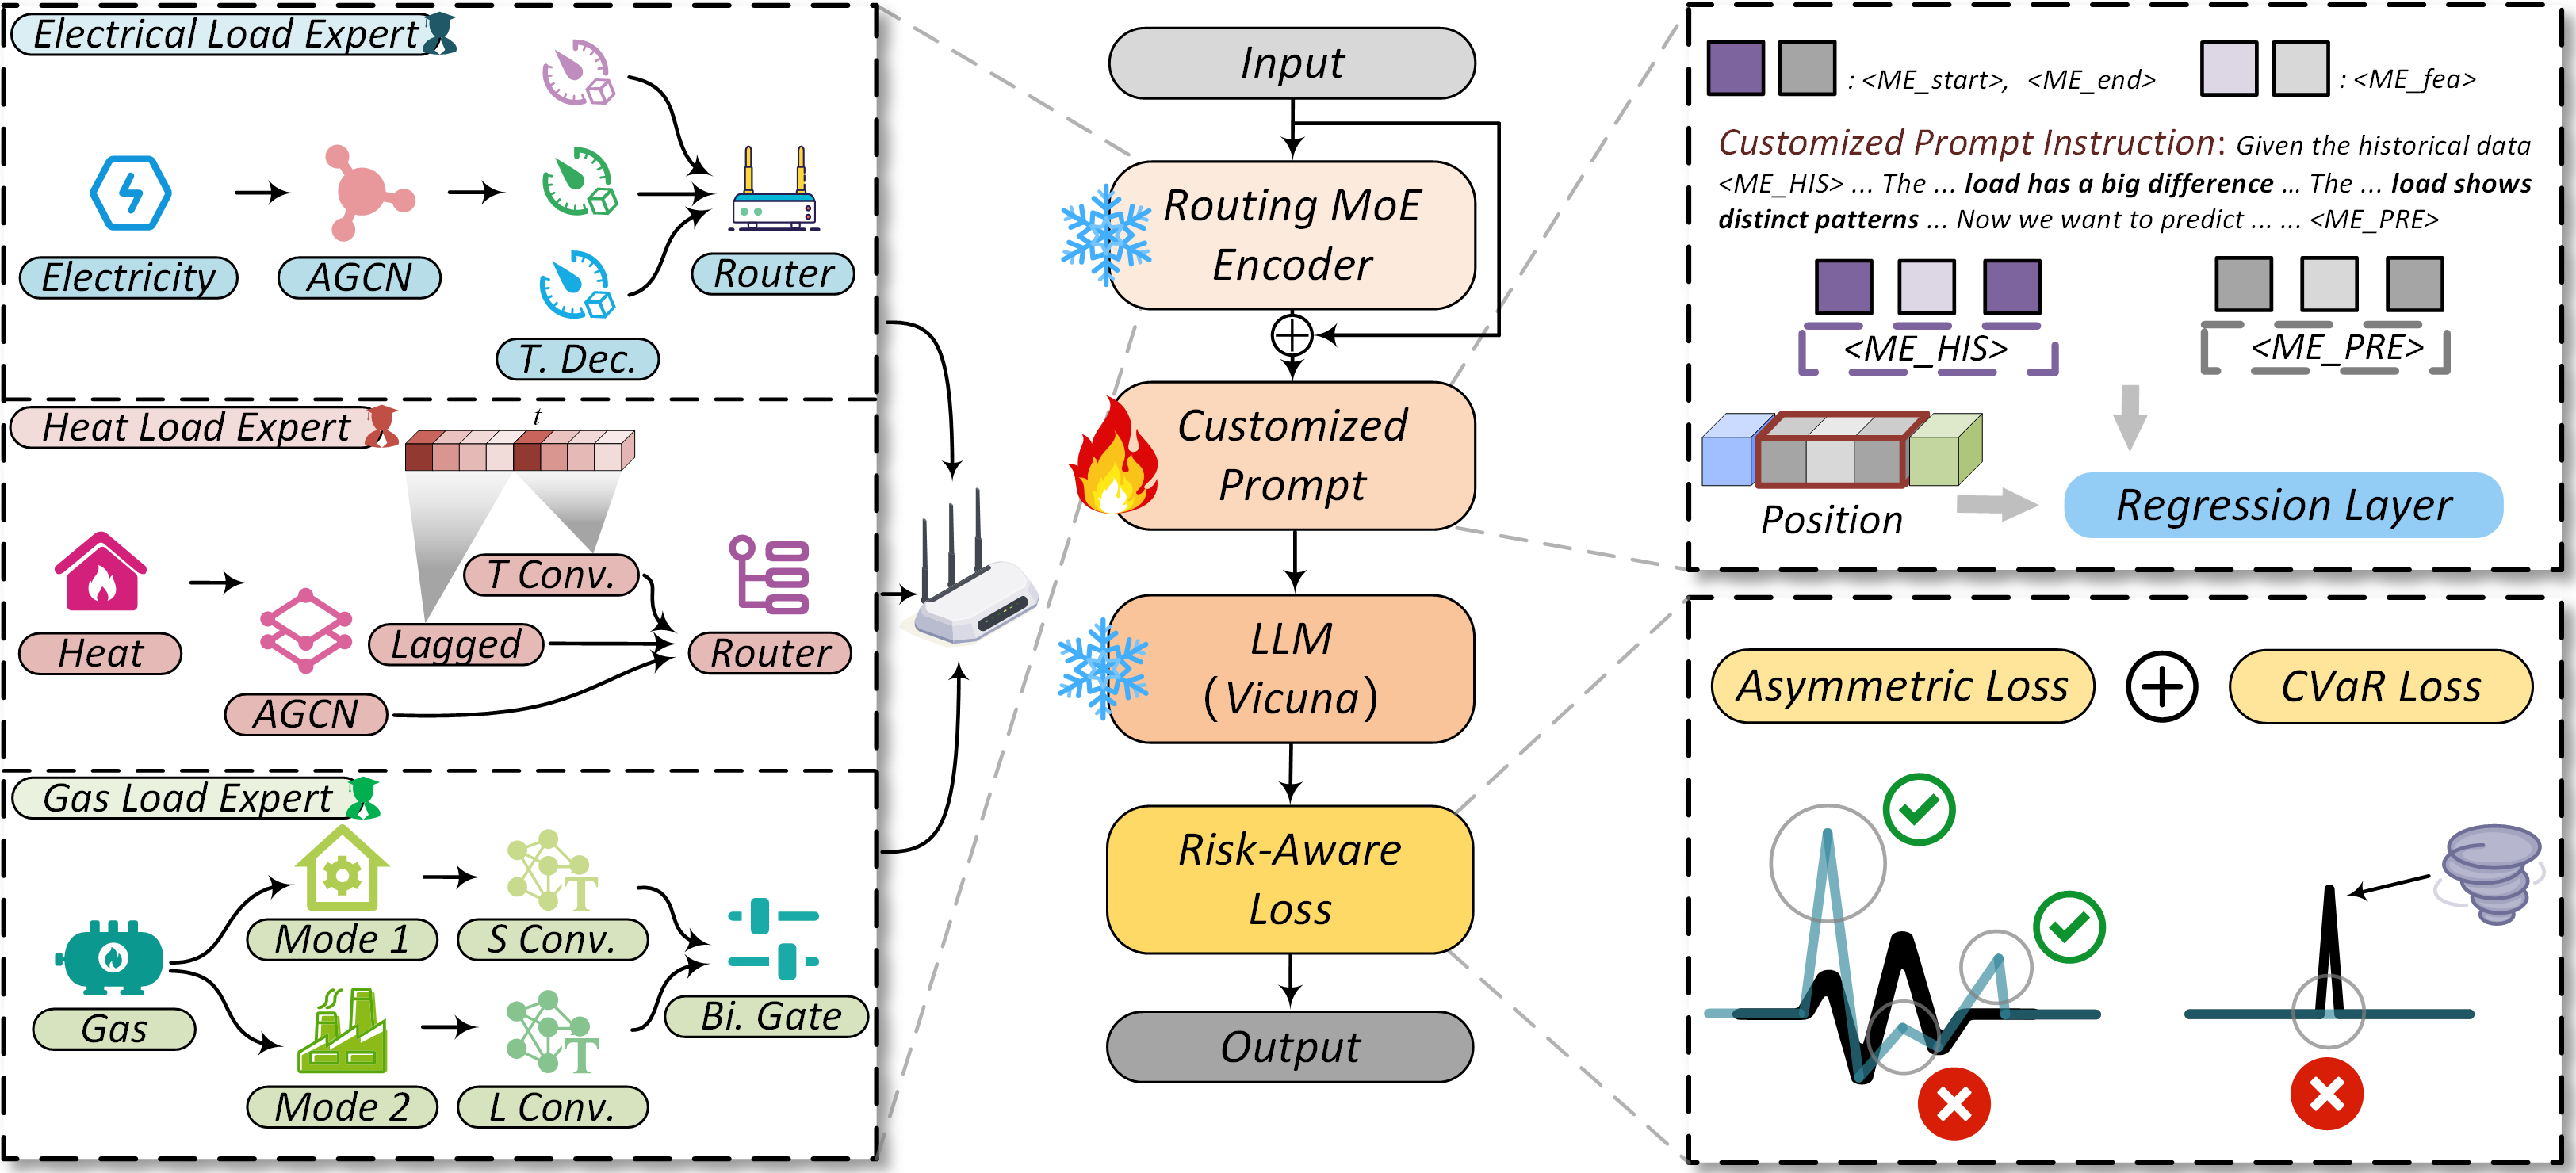 Electrical Load Expert
Electricity
AGCN
T. Dec.
Router
Heat Load Expert
t
Heat
AGCN
Lagged
T Conv.
Router
Gas Load Expert
Gas
Mode 1
S Conv.
Mode 2
L Conv.
Bi. Gate
Input
Routing MoE
Encoder
Customized
Prompt
LLM
(Vicuna)
Risk-Aware
Loss
Output
: <ME_start>, <ME_end>
: <ME_fea>
Customized Prompt Instruction: Given the historical data
<ME_HIS> ... The ... load has a big difference ... The ... load shows
distinct patterns ... Now we want to predict ... ... <ME_PRE>
<ME_HIS>
<ME_PRE>
Position
Regression Layer
Asymmetric Loss
CVaR Loss